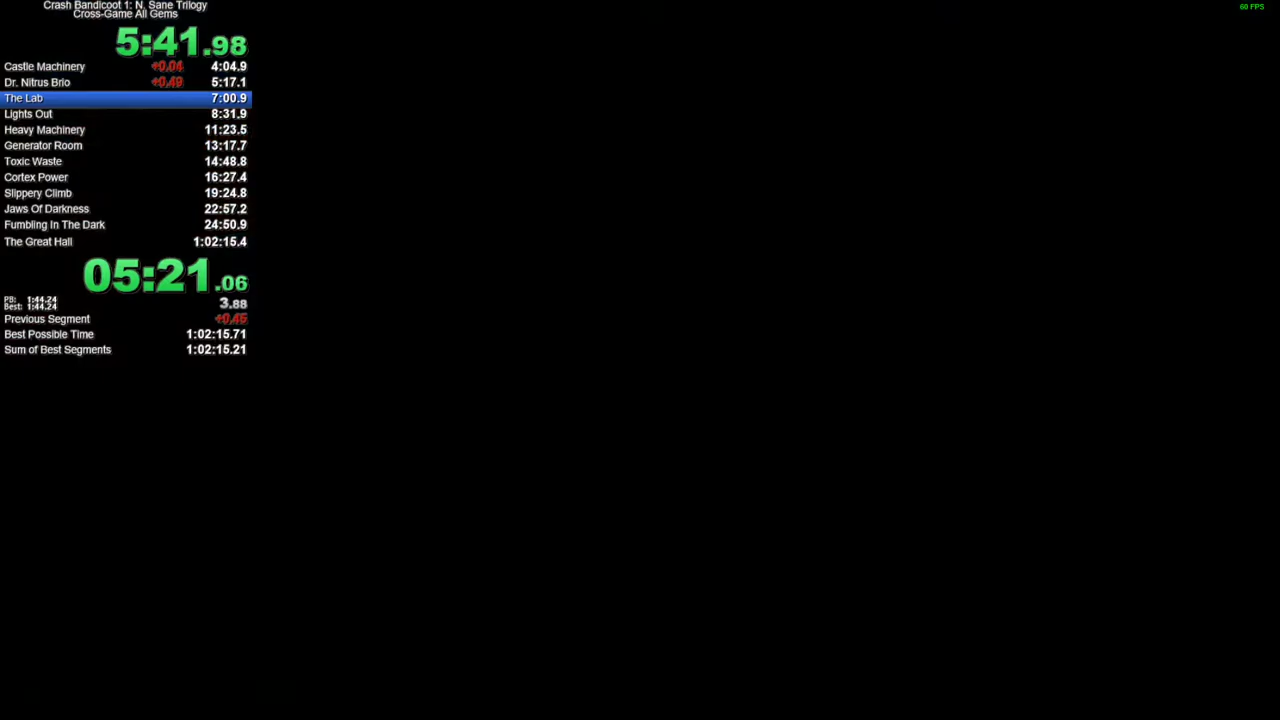 Crash Bandicoot 1: N. Sane Trilogy
Cross-Game All Gems
5:41.98
Castle Machinery +0.04 4:04.9
Dr. Nitrus Brio +0.49 5:17.1
The Lab 7:00.9
Lights Out 8:31.9
Heavy Machinery 11:23.5
Generator Room 13:17.7
Toxic Waste 14:48.8
Cortex Power 16:27.4
Slippery Climb 19:24.8
Jaws Of Darkness 22:57.2
Fumbling In The Dark 24:50.9
The Great Hall 1:02:15.4
05:21.06
PB: 1:44.24 3.88
Best: 1:44.24
Previous Segment +0.45
Best Possible Time 1:02:15.71
Sum of Best Segments 1:02:15.21
60 FPS